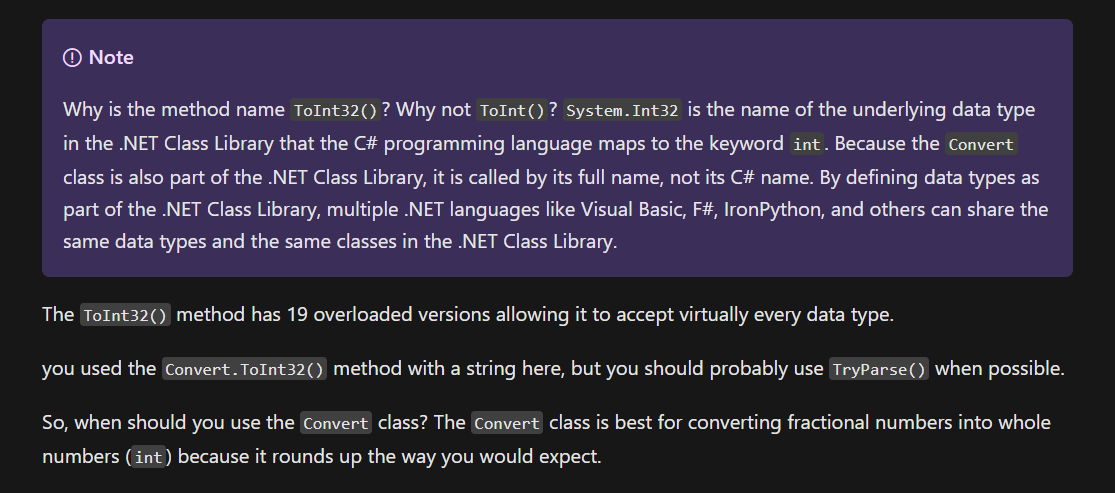 Note
Why is the method name ToInt32()? Why not ToInt()? System.Int32 is the name of the underlying data type
in the .NET Class Library that the C# programming language maps to the keyword int. Because the Convert
class is also part of the .NET Class Library, it is called by its full name, not its C# name. By defining data types as
part of the .NET Class Library, multiple .NET languages like Visual Basic, F#, IronPython, and others can share the
same data types and the same classes in the .NET Class Library.
The ToInt32() method has 19 overloaded versions allowing it to accept virtually every data type.
you used the Convert.ToInt32() method with a string here, but you should probably use TryParse() when possible.
So, when should you use the Convert class? The Convert class is best for converting fractional numbers into whole
numbers (int) because it rounds up the way you would expect.